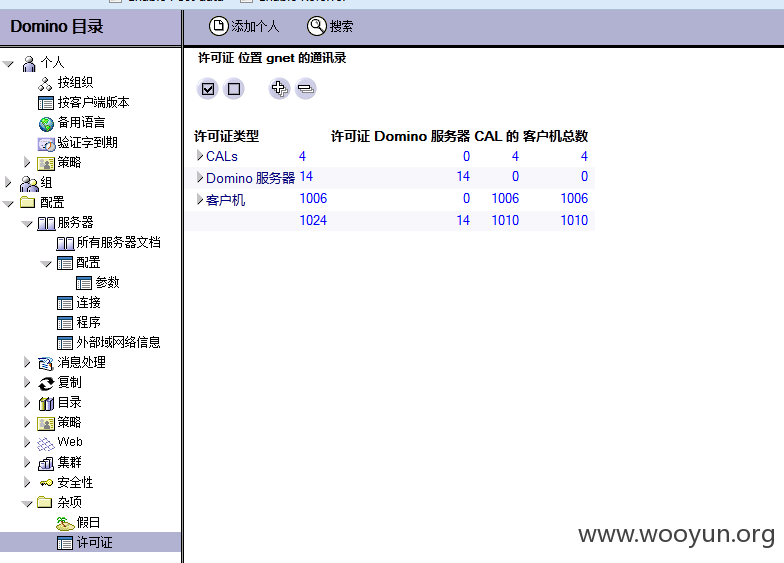 Enable Post data Enable Referrer
Domino 目录
添加个人 搜索
许可证 位置 gnet 的通讯录
个人
按组织
按客户端版本
备用语言
验证字到期
策略
组
配置
服务器
所有服务器文档
配置
参数
连接
程序
外部域网络信息
消息处理
复制
目录
策略
Web
集群
安全性
杂项
假日
许可证
许可证类型 许可证 Domino 服务器 CAL 的 客户机总数
CALs 4 0 4 4
Domino 服务器 14 14 0 0
客户机 1006 0 1006 1006
1024 14 1010 1010
www.wooyun.org